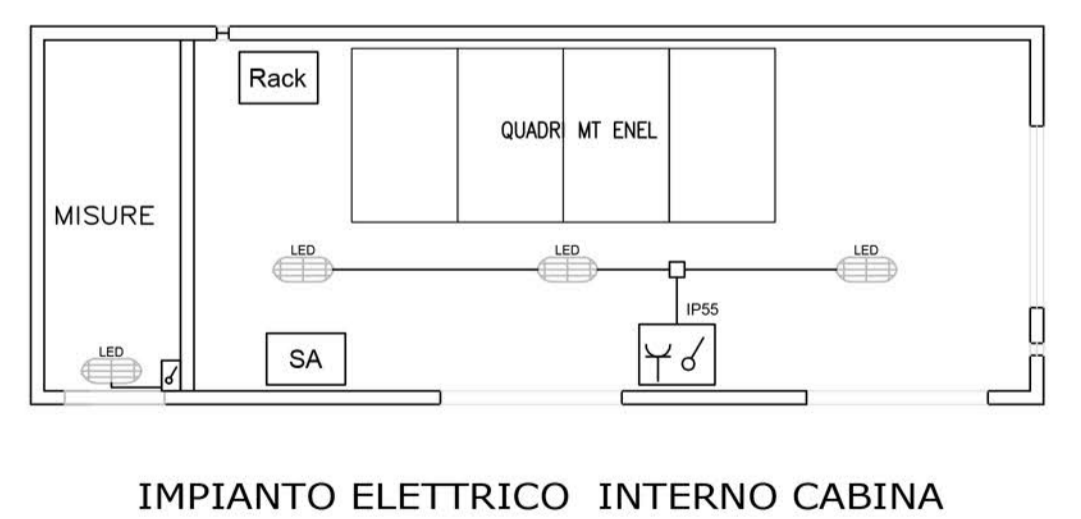 Rack
QUADRI MT ENEL
MISURE
LED
LED
LED
IP55
LED
SA
IMPIANTO ELETTRICO INTERNO CABINA